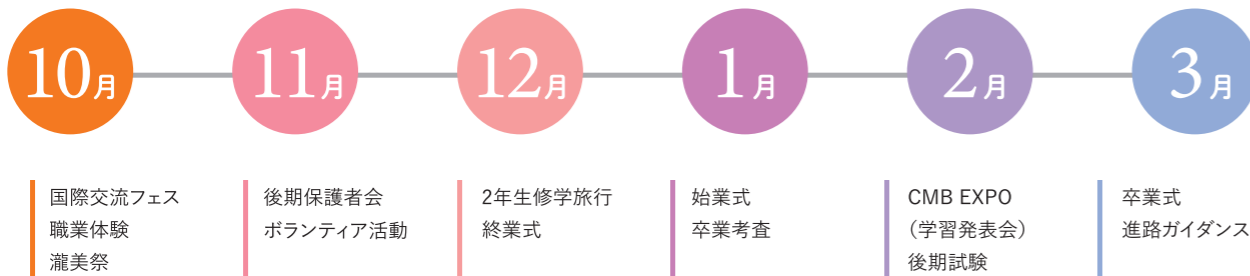 10月
11月
12月
1月
2月
3月
国際交流フェス
職業体験
瀧美祭
後期保護者会
ボランティア活動
2年生修学旅行
終業式
始業式
卒業考査
CMB EXPO
（学習発表会）
後期試験
卒業式
進路ガイダンス